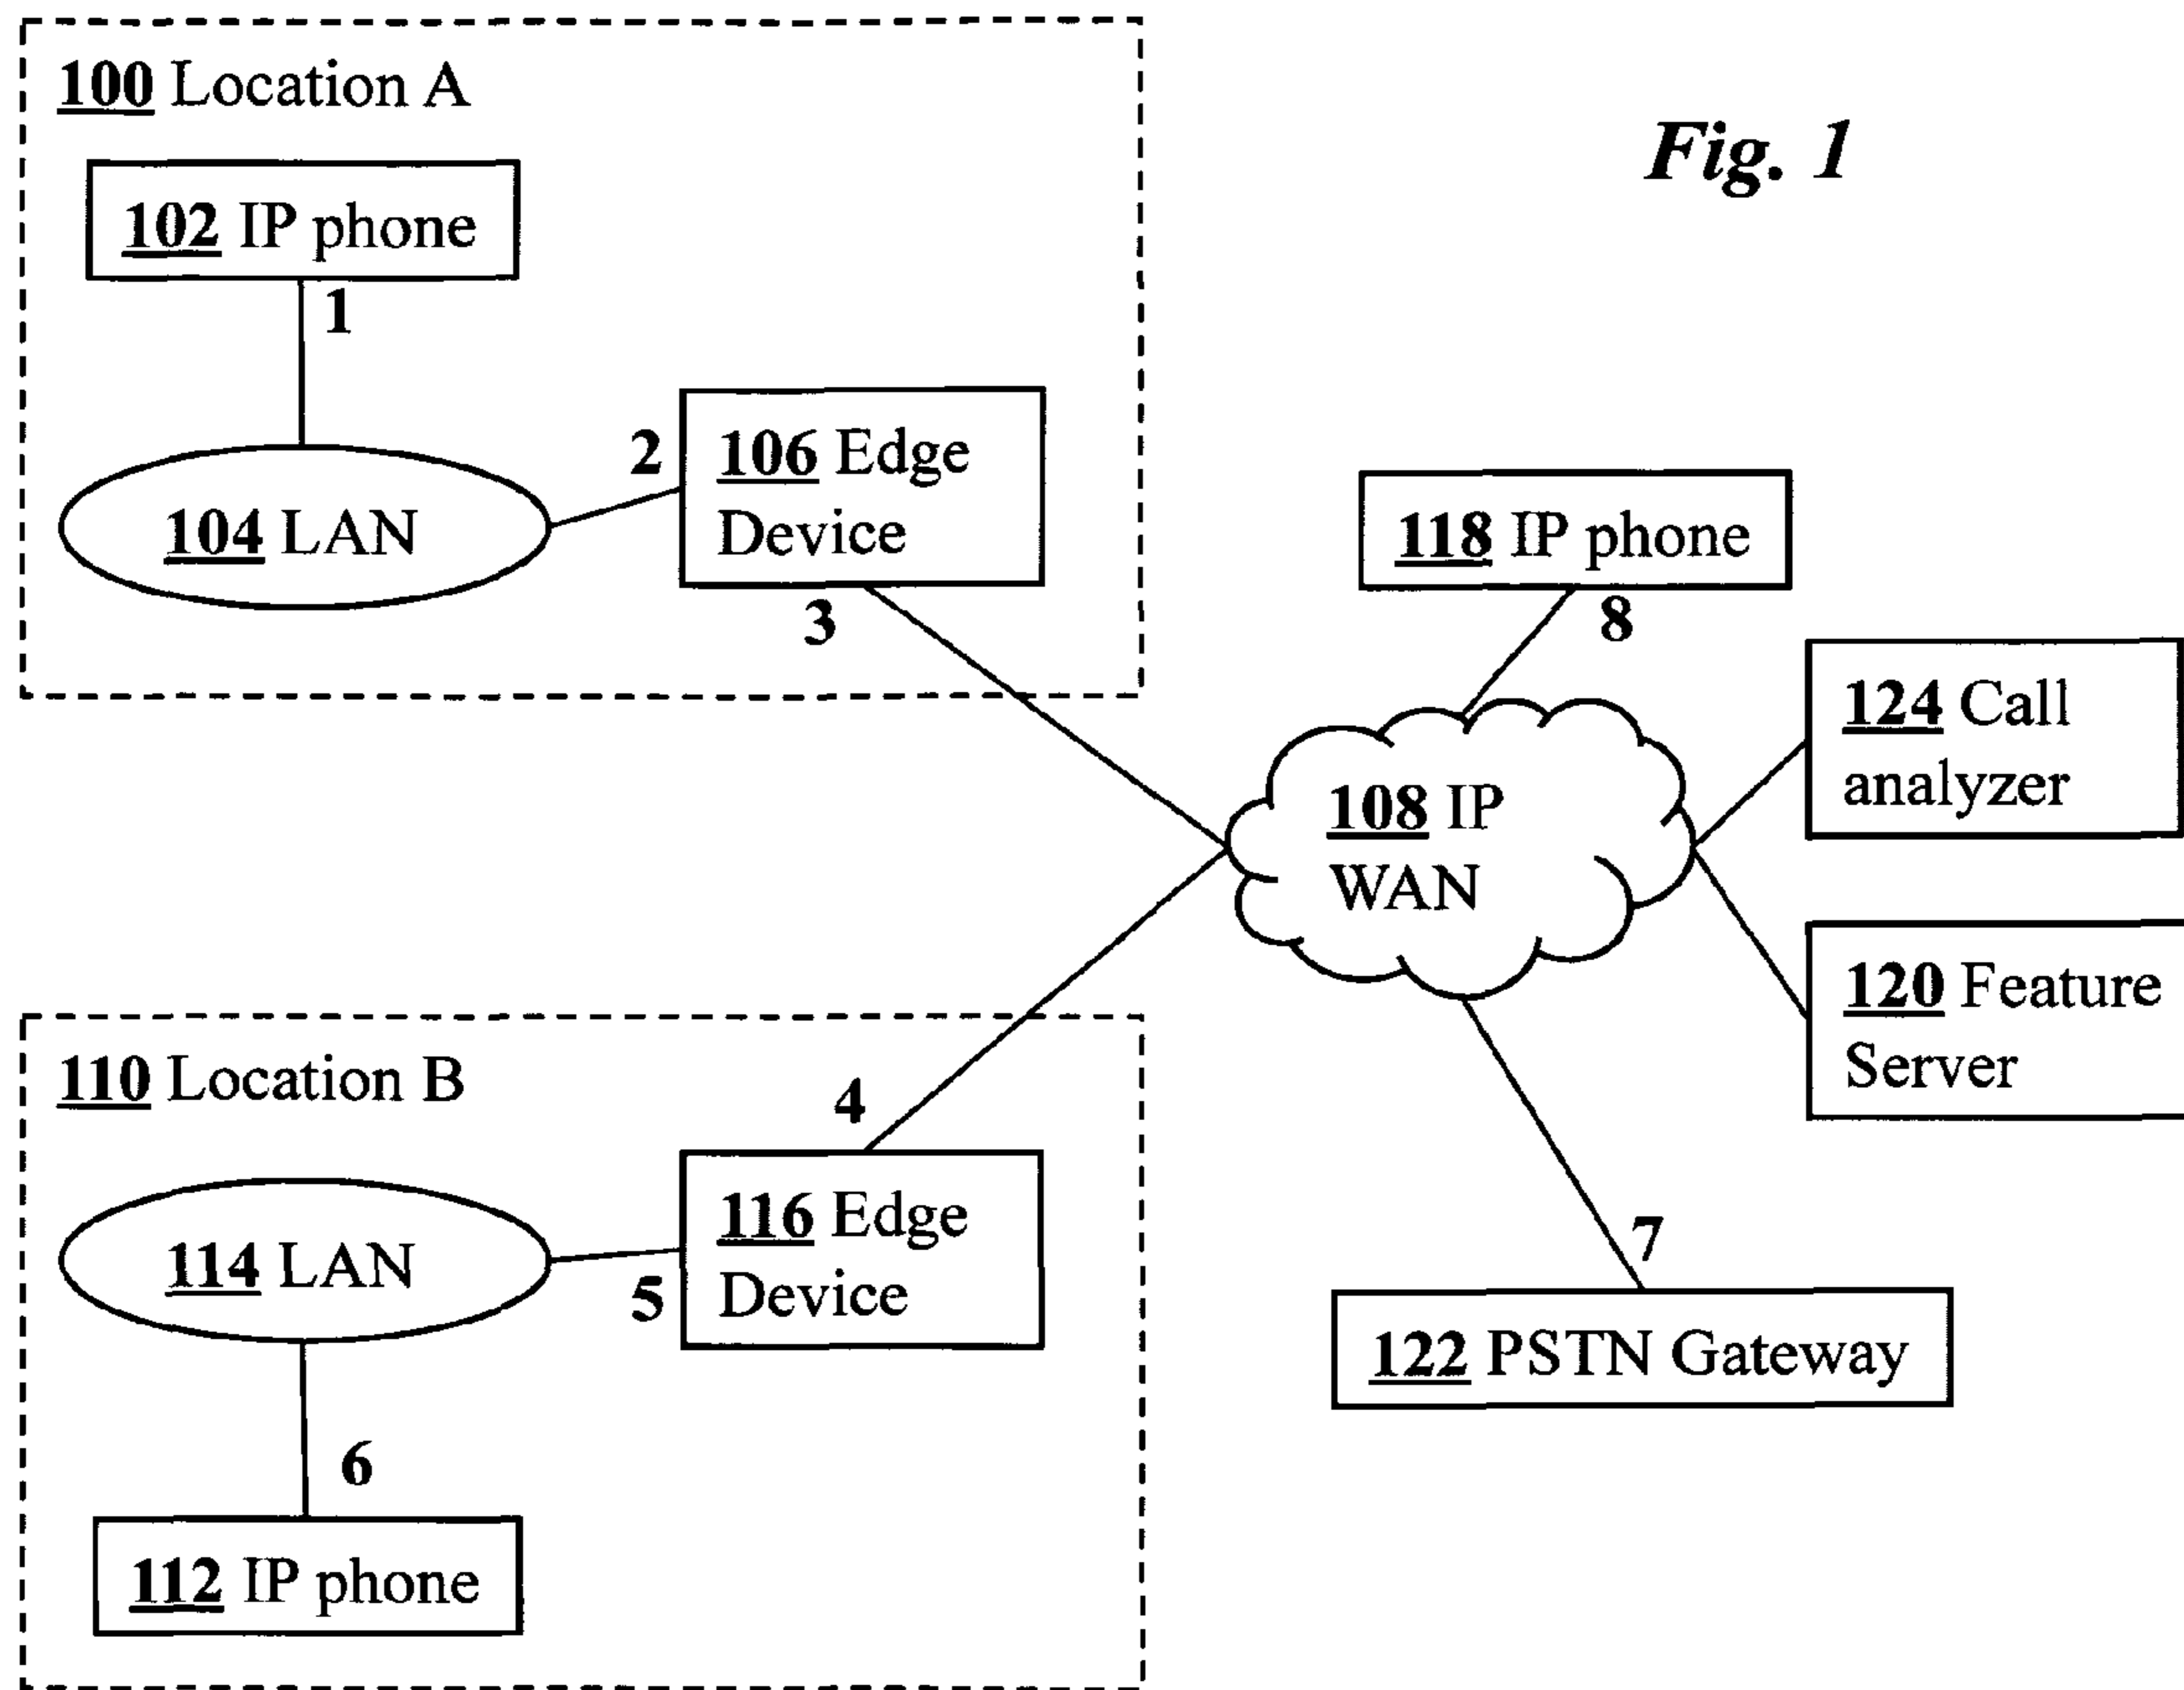 100 Location A
Fig. 1
102 IP phone
1
2
106 Edge
Device
104 LAN
3
118 IP phone
8
124 Call
analyzer
108 IP
WAN
120 Feature
Server
110 Location B
4
116 Edge
Device
114 LAN
5
7
122 PSTN Gateway
6
112 IP phone